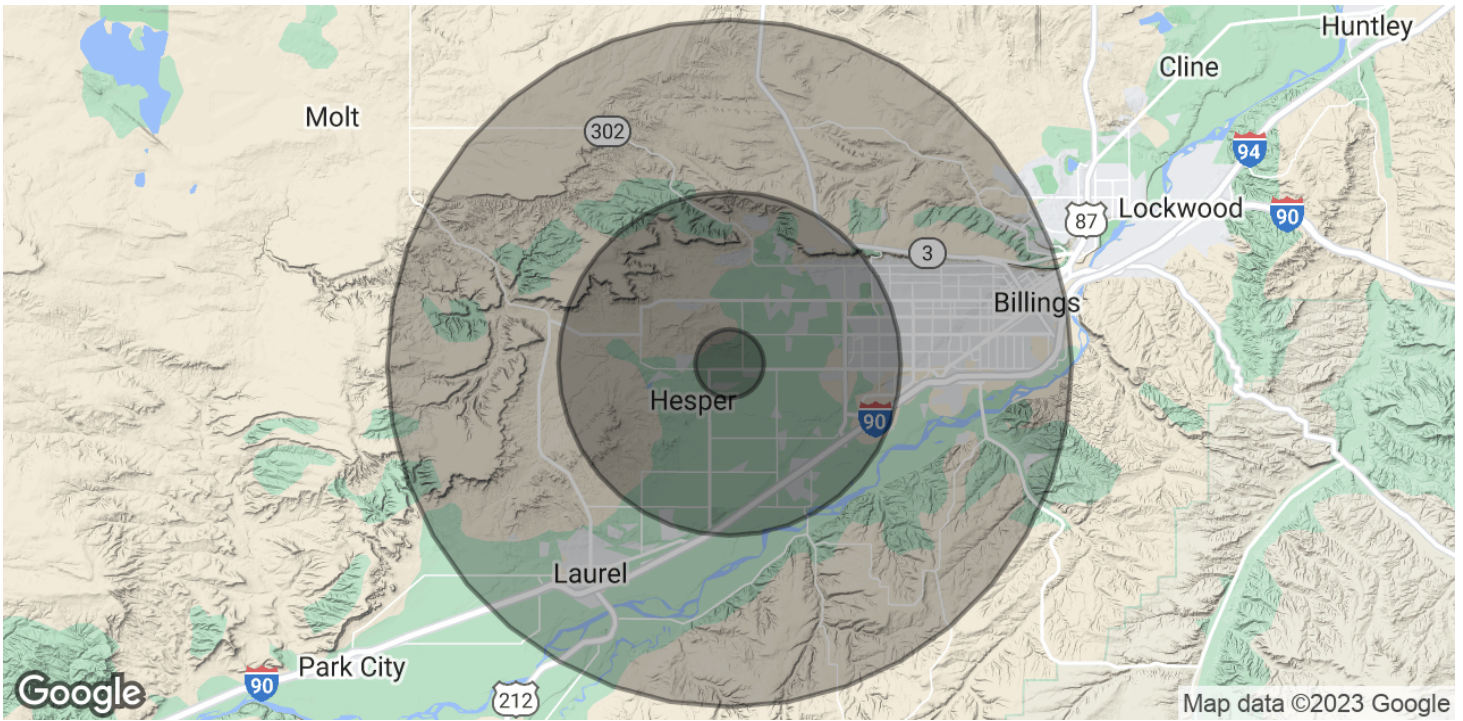 Huntley
Cline
Molt
302
94
87
Lockwood
90
3
Billings
Hesper
90
Laurel
Park City
90
212
Google
Map data ©2023 Google